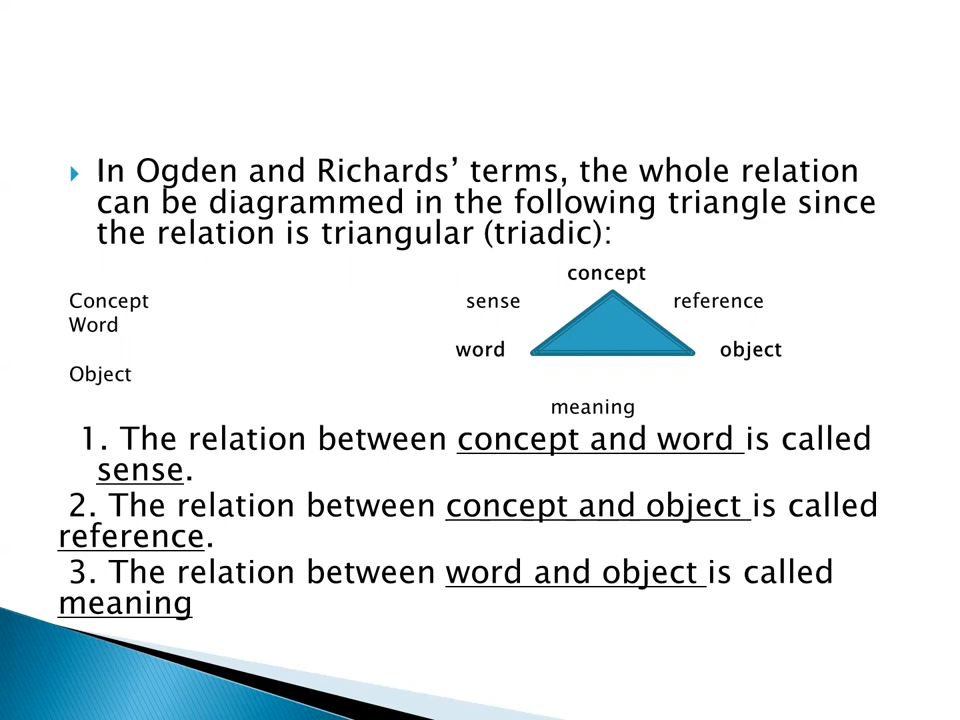 In Ogden and Richards’ terms, the whole relation
can be diagrammed in the following triangle since
the relation is triangular (triadic):
concept
Concept sense reference
Word
word object
Object
meaning
1. The relation between concept and word is called
sense.
2. The relation between concept and object is called
reference.
3. The relation between word and object is called
meaning